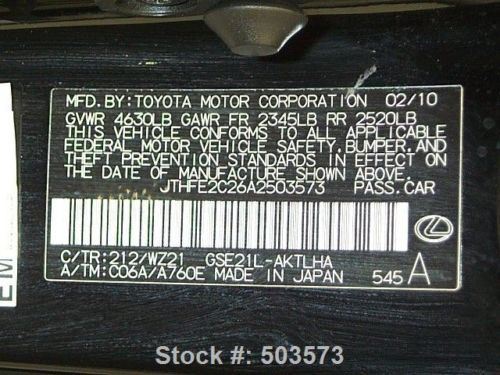 MFD.BY:TOYOTA MOTOR CORPORATION 02/10
GVWR 4630LB GAWR FR 2345LB RR 2520LB
THIS VEHICLE CONFORMS TO ALL APPLICABLE
FEDERAL MOTOR VEHICLE SAFETY, BUMPER, AND
THEFT PREVENTION STANDARDS IN EFFECT ON
THE DATE OF MANUFACTURE SHOWN ABOVE.
JTHFE2C26A2503573 PASS.CAR
C/TR:212/WZ21 GSE21L-AKTLHA
A/TM:C06A/A760E MADE IN JAPAN 545 A
EM
Stock #: 503573